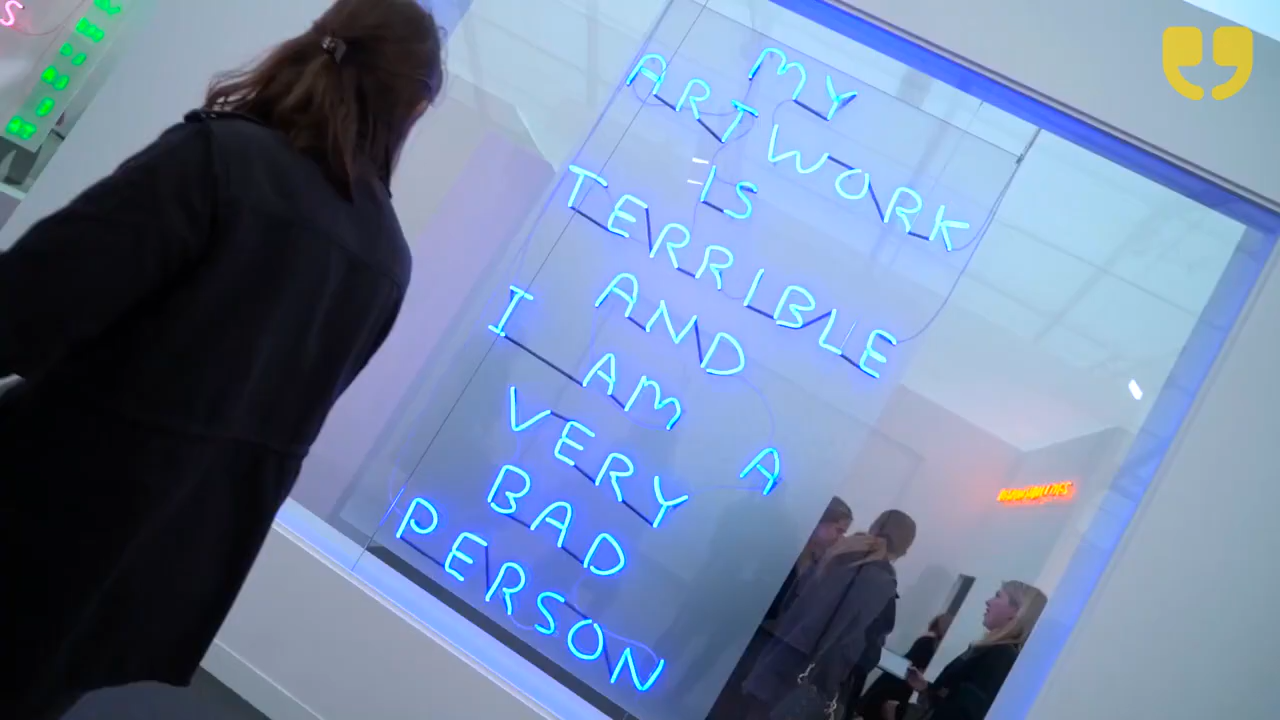 MY
ARTWORK
IS
TERRIBLE
AND
I AM A
VERY
BAD
PERSON